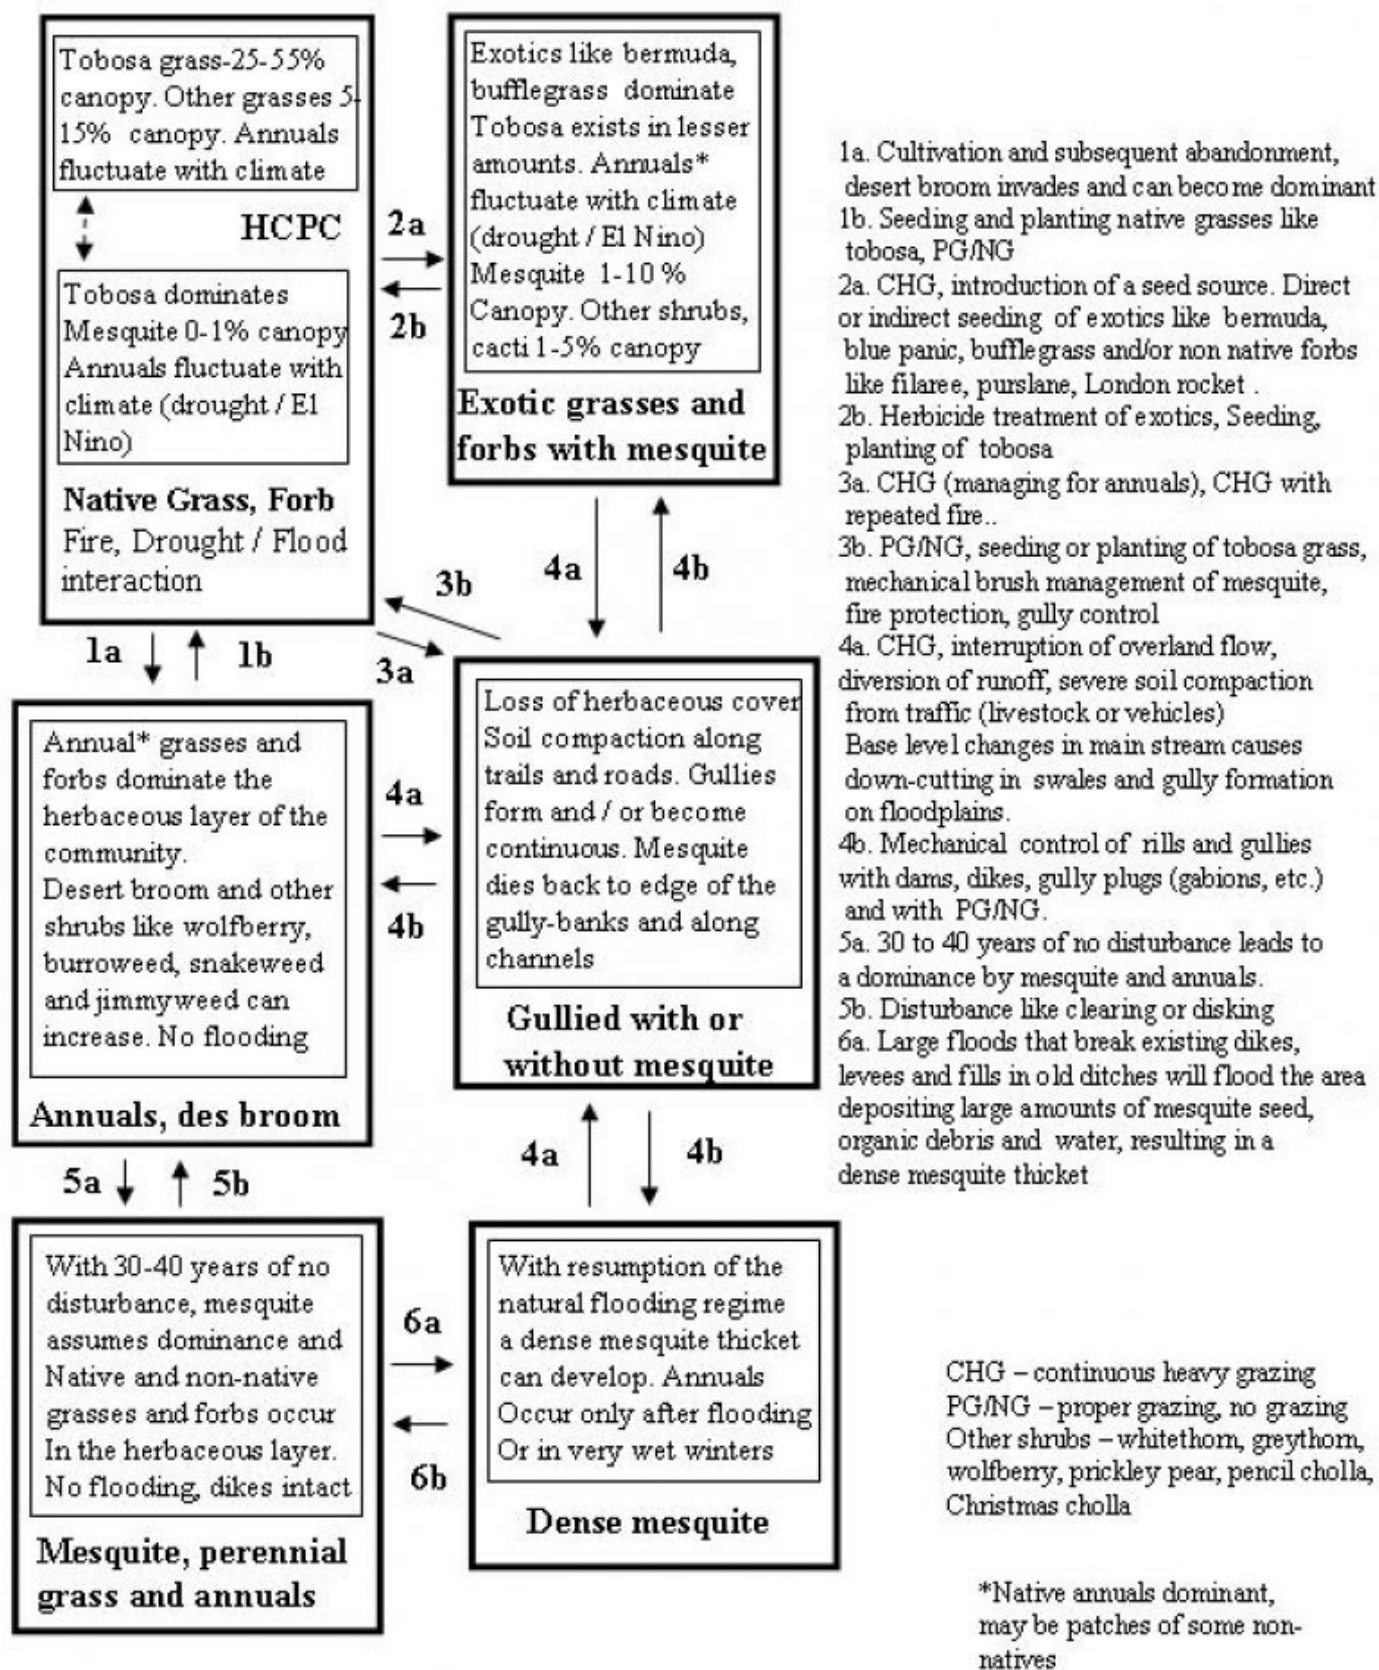 Tobosa grass-25-55%
canopy. Other grasses 5-
15% canopy. Annuals
fluctuate with climate
HCPC
Tobosa dominates
Mesquite 0-1% canopy
Annuals fluctuate with
climate (drought / El
Nino)
Native Grass, Forb
Fire, Drought / Flood
interaction
2a
2b
Exotics like bermuda,
bufflegrass dominate
Tobosa exists in lesser
amounts. Annuals*
fluctuate with climate
(drought / El Nino)
Mesquite 1-10 %
Canopy. Other shrubs,
cacti 1-5% canopy
Exotic grasses and
forbs with mesquite
1a
1b
3b
3a
4a
4b
Annual* grasses and
forbs dominate the
herbaceous layer of the
community.
Desert broom and other
shrubs like wolfberry,
burroweed, snakeweed
and jimmyweed can
increase. No flooding
Annuals, des broom
4a
4b
Loss of herbaceous cover
Soil compaction along
trails and roads. Gullies
form and / or become
continuous. Mesquite
dies back to edge of the
gully-banks and along
channels
Gullied with or
without mesquite
5a
5b
4a
4b
With 30-40 years of no
disturbance, mesquite
assumes dominance and
Native and non-native
grasses and forbs occur
In the herbaceous layer.
No flooding, dikes intact
Mesquite, perennial
grass and annuals
6a
6b
With resumption of the
natural flooding regime
a dense mesquite thicket
can develop. Annuals
Occur only after flooding
Or in very wet winters
Dense mesquite
1a. Cultivation and subsequent abandonment,
desert broom invades and can become dominant
1b. Seeding and planting native grasses like
tobosa, PG/NG
2a. CHG, introduction of a seed source. Direct
or indirect seeding of exotics like bermuda,
blue panic, bufflegrass and/or non native forbs
like filaree, purslane, London rocket .
2b. Herbicide treatment of exotics, Seeding,
planting of tobosa
3a. CHG (managing for annuals), CHG with
repeated fire..
3b. PG/NG, seeding or planting of tobosa grass,
mechanical brush management of mesquite,
fire protection, gully control
4a. CHG, interruption of overland flow,
diversion of runoff, severe soil compaction
from traffic (livestock or vehicles)
Base level changes in main stream causes
down-cutting in swales and gully formation
on floodplains.
4b. Mechanical control of rills and gullies
with dams, dikes, gully plugs (gabions, etc.)
and with PG/NG.
5a. 30 to 40 years of no disturbance leads to
a dominance by mesquite and annuals.
5b. Disturbance like clearing or disking
6a. Large floods that break existing dikes,
levees and fills in old ditches will flood the area
depositing large amounts of mesquite seed,
organic debris and water, resulting in a
dense mesquite thicket
CHG – continuous heavy grazing
PG/NG – proper grazing, no grazing
Other shrubs – whitethorn, greythorn,
wolfberry, prickley pear, pencil cholla,
Christmas cholla
*Native annuals dominant,
may be patches of some non-
natives